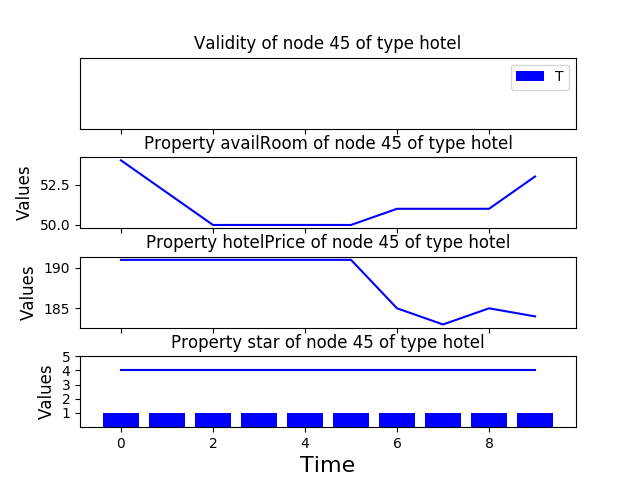 Validity of node 45 of type hotel
T
Property availRoom of node 45 of type hotel
Values
52.5
50.0
Property hotelPrice of node 45 of type hotel
Values
190
185
Property star of node 45 of type hotel
Values
5
4
3
2
1
0 2 4 6 8
Time